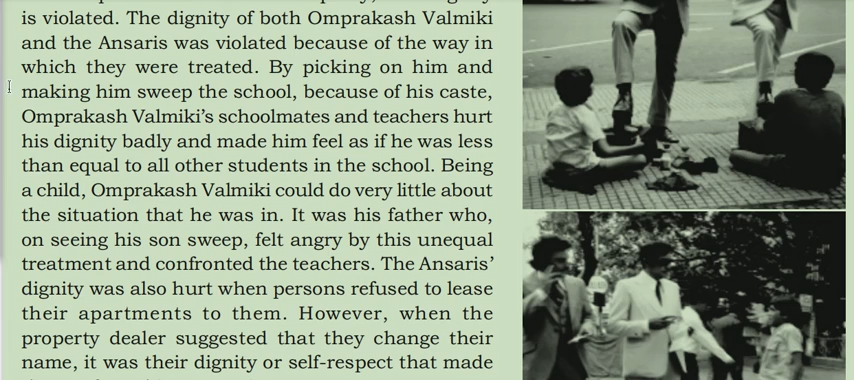 is violated. The dignity of both Omprakash Valmiki
and the Ansaris was violated because of the way in
which they were treated. By picking on him and
making him sweep the school, because of his caste,
Omprakash Valmiki’s schoolmates and teachers hurt
his dignity badly and made him feel as if he was less
than equal to all other students in the school. Being
a child, Omprakash Valmiki could do very little about
the situation that he was in. It was his father who,
on seeing his son sweep, felt angry by this unequal
treatment and confronted the teachers. The Ansaris’
dignity was also hurt when persons refused to lease
their apartments to them. However, when the
property dealer suggested that they change their
name, it was their dignity or self-respect that made